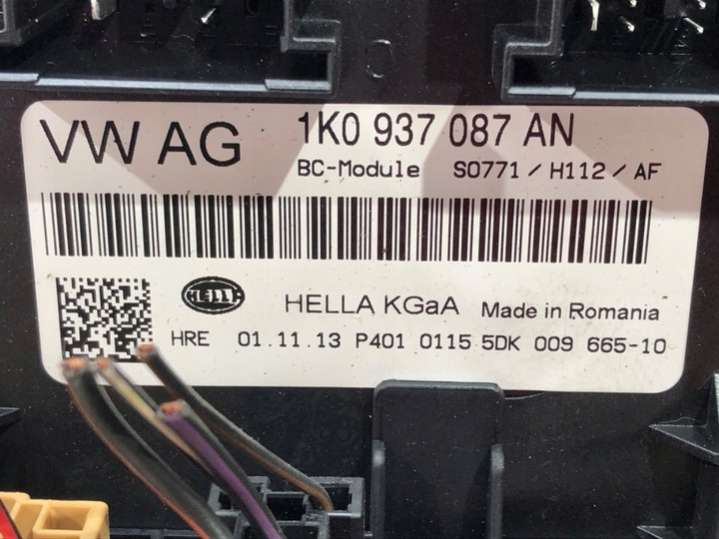 VW AG 1K0 937 087 AN
BC-Module S0771 / H112 / AF
HELLA HELLA KGaA Made in Romania
HRE 01.11.13 P401 0115 5DK 009 665-10